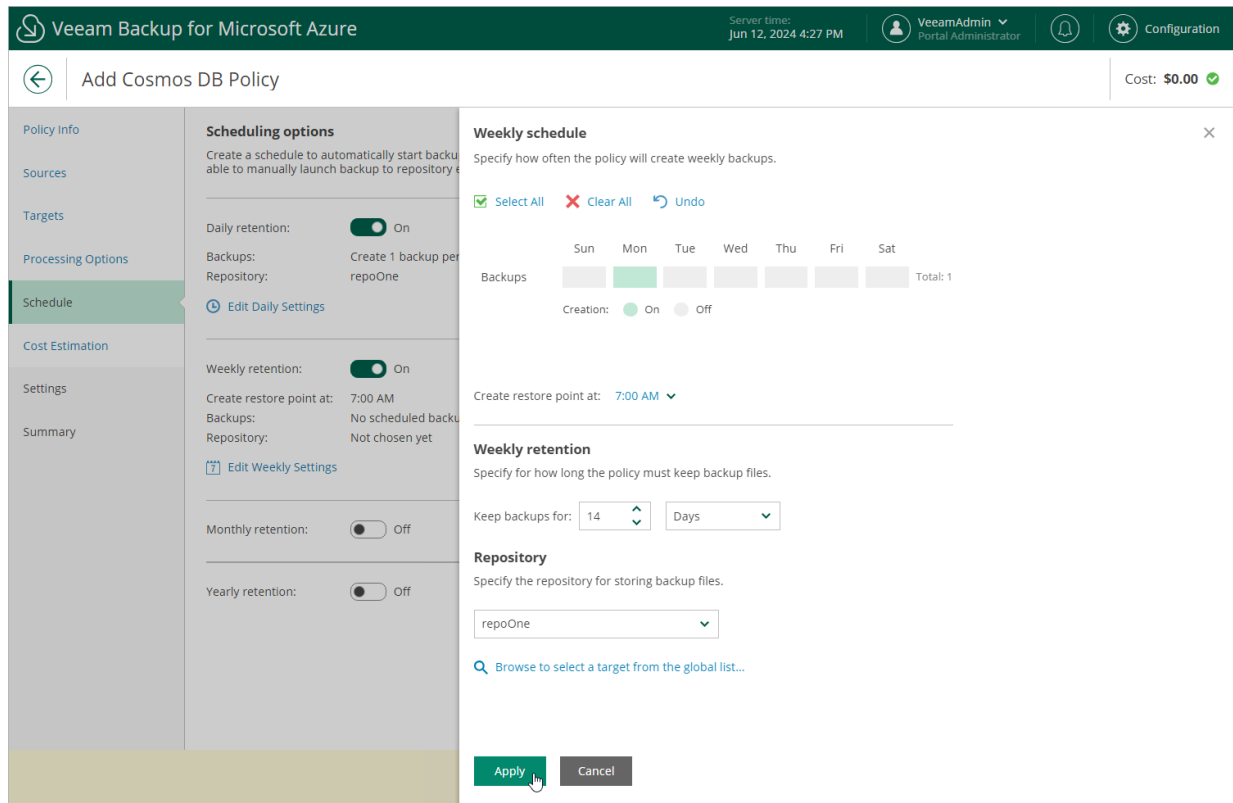 Veeam Backup for Microsoft Azure
Server time:
Jun 12, 2024 4:27 PM
VeeamAdmin
Portal Administrator
Configuration
Add Cosmos DB Policy
Cost: $0.00
Policy Info
Sources
Targets
Processing Options
Schedule
Cost Estimation
Settings
Summary
Scheduling options
Create a schedule to automatically start backu
able to manually launch backup to repository e
Daily retention: On
Backups: Create 1 backup per
Repository: repoOne
Edit Daily Settings
Weekly retention: On
Create restore point at: 7:00 AM
Backups: No scheduled backu
Repository: Not chosen yet
7 Edit Weekly Settings
Monthly retention: Off
Yearly retention: Off
Weekly schedule
Specify how often the policy will create weekly backups.
Select All Clear All Undo
Sun Mon Tue Wed Thu Fri Sat
Backups Total: 1
Creation: On Off
Create restore point at: 7:00 AM
Weekly retention
Specify for how long the policy must keep backup files.
Keep backups for: 14 Days
Repository
Specify the repository for storing backup files.
repoOne
Browse to select a target from the global list...
Apply Cancel